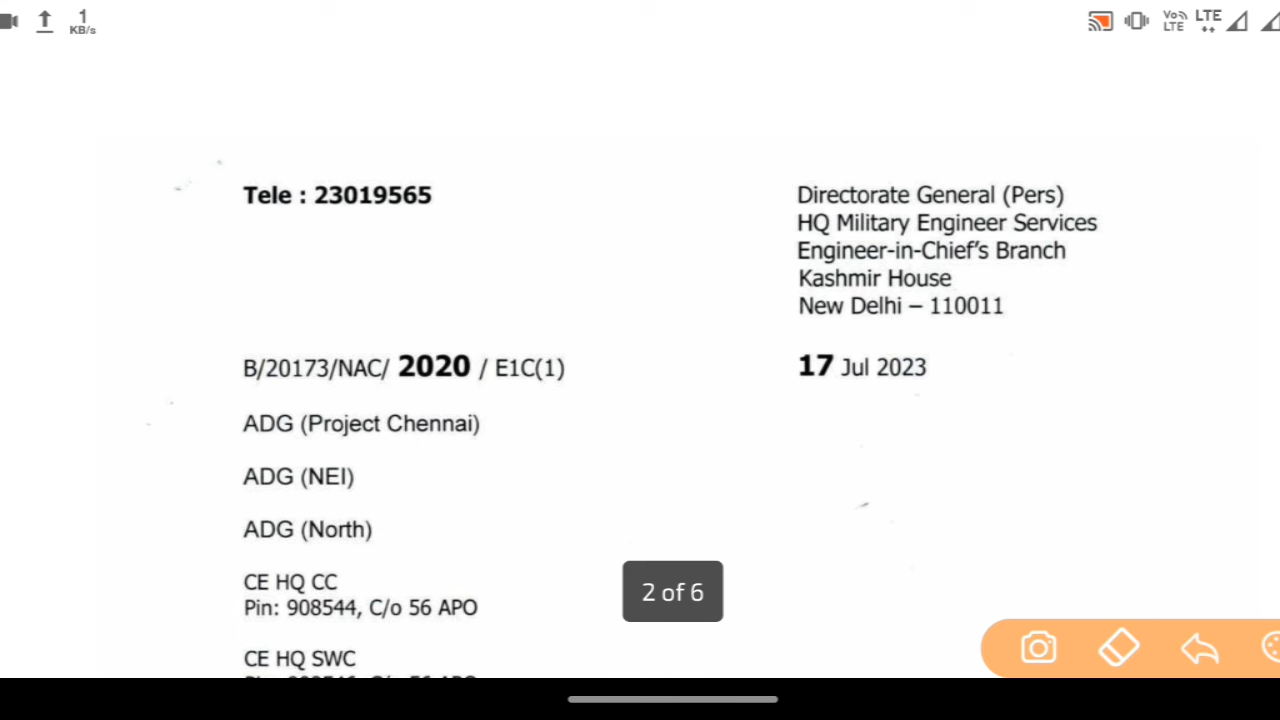 1
KB/s
Vo
LTE
LTE
Tele : 23019565
Directorate General (Pers)
HQ Military Engineer Services
Engineer-in-Chief's Branch
Kashmir House
New Delhi – 110011
B/20173/NAC/ 2020 / E1C(1)
17 Jul 2023
ADG (Project Chennai)
ADG (NEI)
ADG (North)
CE HQ CC
Pin: 908544, C/o 56 APO
2 of 6
CE HQ SWC